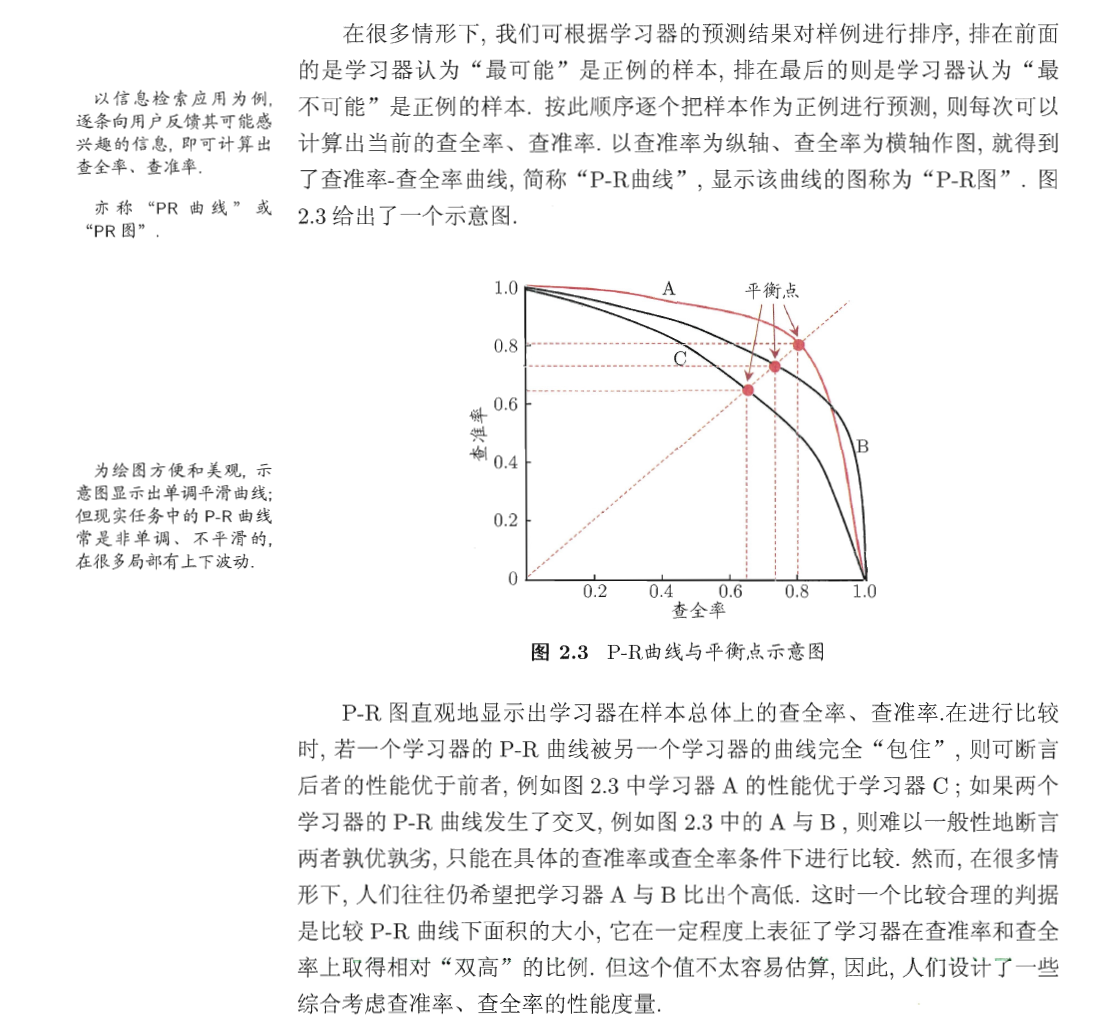 在很多情形下, 我们可根据学习器的预测结果对样例进行排序, 排在前面
的是学习器认为“最可能”是正例的样本, 排在最后的则是学习器认为“最
不可能”是正例的样本. 按此顺序逐个把样本作为正例进行预测, 则每次可以
计算出当前的查全率、查准率. 以查准率为纵轴、查全率为横轴作图, 就得到
了查准率-查全率曲线, 简称“P-R曲线”, 显示该曲线的图称为“P-R图”. 图
2.3 给出了一个示意图.
以信息检索应用为例,
逐条向用户反馈其可能感
兴趣的信息, 即可计算出
查全率、查准率.
亦称“PR 曲线”或
“PR 图”.
1.0
0.8
0.6
0.4
0.2
0
查准率
A
平衡点
C
B
0.2 0.4 0.6 0.8 1.0
查全率
图 2.3 P-R曲线与平衡点示意图
为绘图方便和美观, 示
意图显示出单调平滑曲线;
但现实任务中的 P-R 曲线
常是非单调、不平滑的,
在很多局部有上下波动.
P-R 图直观地显示出学习器在样本总体上的查全率、查准率.在进行比较
时, 若一个学习器的 P-R 曲线被另一个学习器的曲线完全“包住”, 则可断言
后者的性能优于前者, 例如图 2.3 中学习器 A 的性能优于学习器 C; 如果两个
学习器的 P-R 曲线发生了交叉, 例如图 2.3 中的 A 与 B, 则难以一般性地断言
两者孰优孰劣, 只能在具体的查准率或查全率条件下进行比较. 然而, 在很多情
形下, 人们往往仍希望把学习器 A 与 B 比出个高低. 这时一个比较合理的判据
是比较 P-R 曲线下面积的大小, 它在一定程度上表征了学习器在查准率和查全
率上取得相对“双高”的比例. 但这个值不太容易估算, 因此, 人们设计了一些
综合考虑查准率、查全率的性能度量.